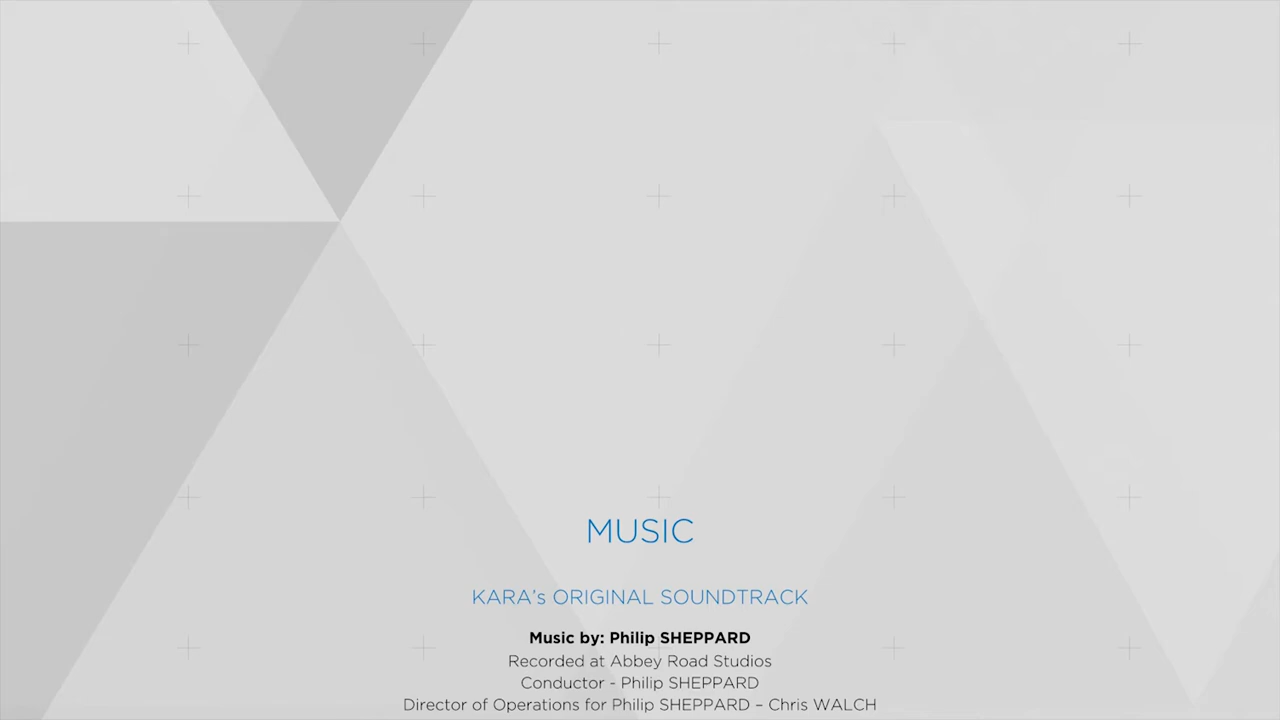 MUSIC
KARA’s ORIGINAL SOUNDTRACK
Music by: Philip SHEPPARD
Recorded at Abbey Road Studios
Conductor - Philip SHEPPARD
Director of Operations for Philip SHEPPARD – Chris WALCH